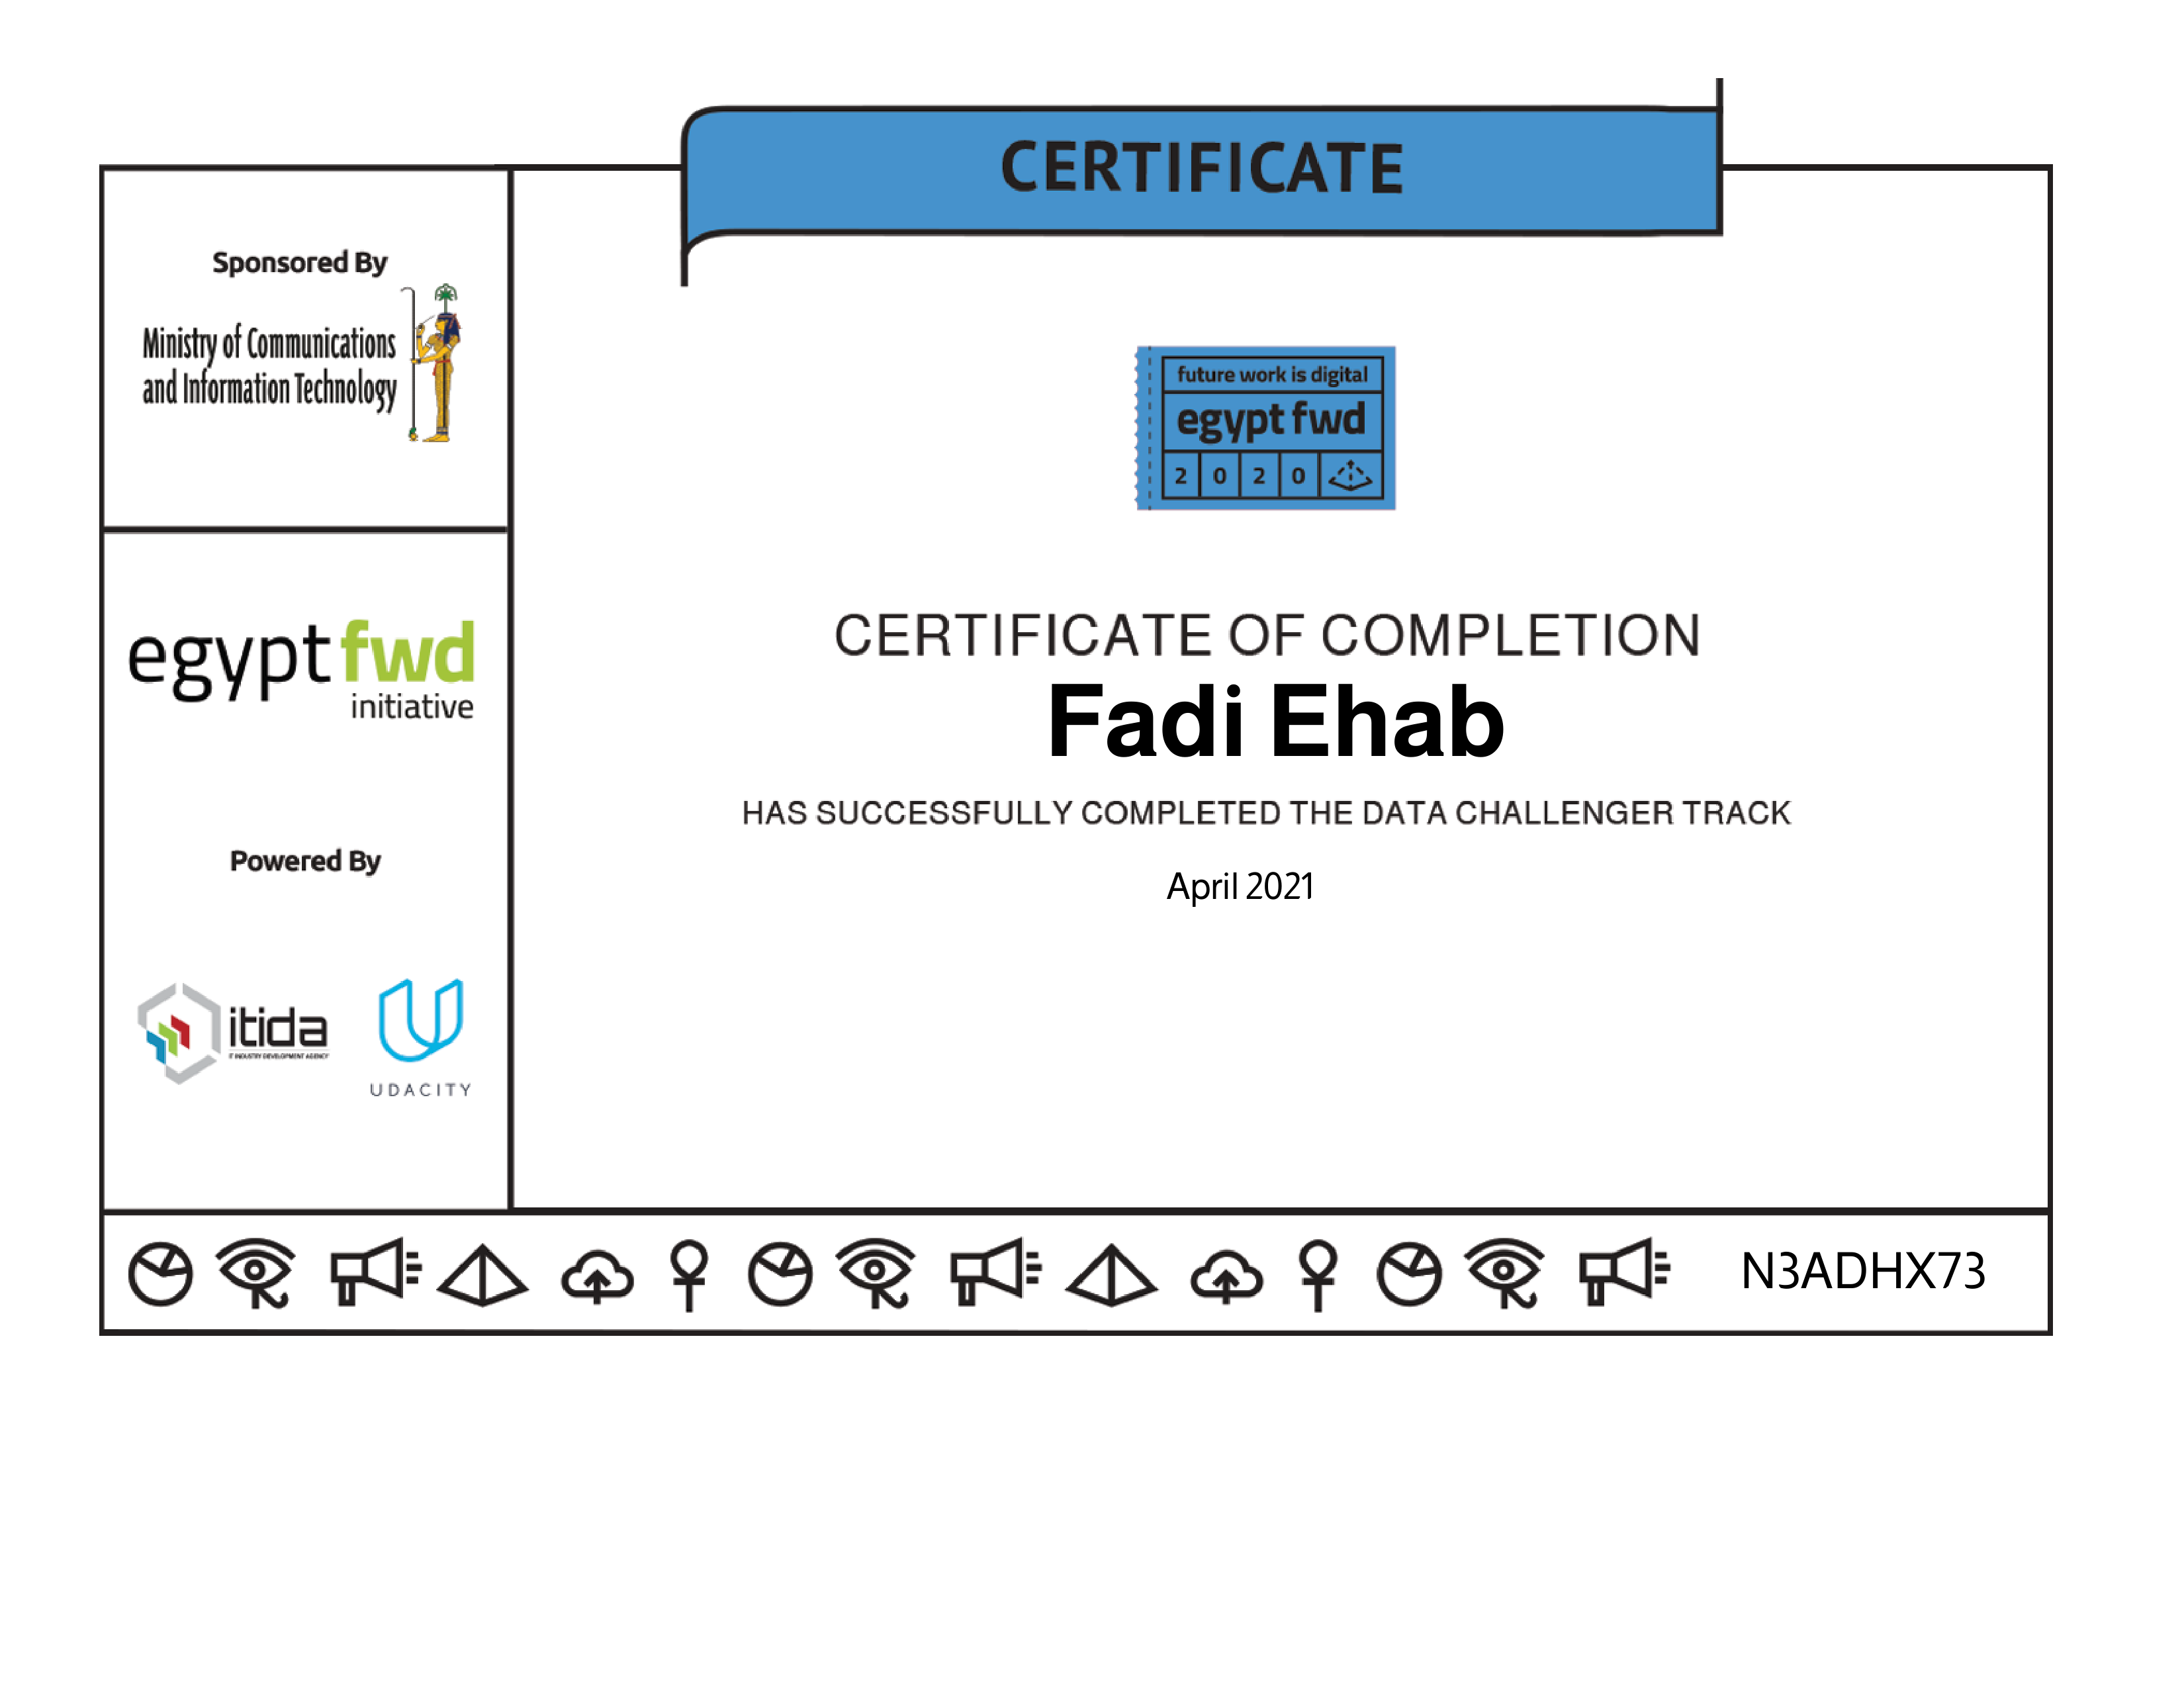 CERTIFICATE
Sponsored By
Ministry of Communications
and Information Technology
egypt fwd
initiative
Powered By
itida
IT INDUSTRY DEVELOPMENT AGENCY
UDACITY
future work is digital
egypt fwd
2 0 2 0
CERTIFICATE OF COMPLETION
Fadi Ehab
HAS SUCCESSFULLY COMPLETED THE DATA CHALLENGER TRACK
April 2021
N3ADHX73